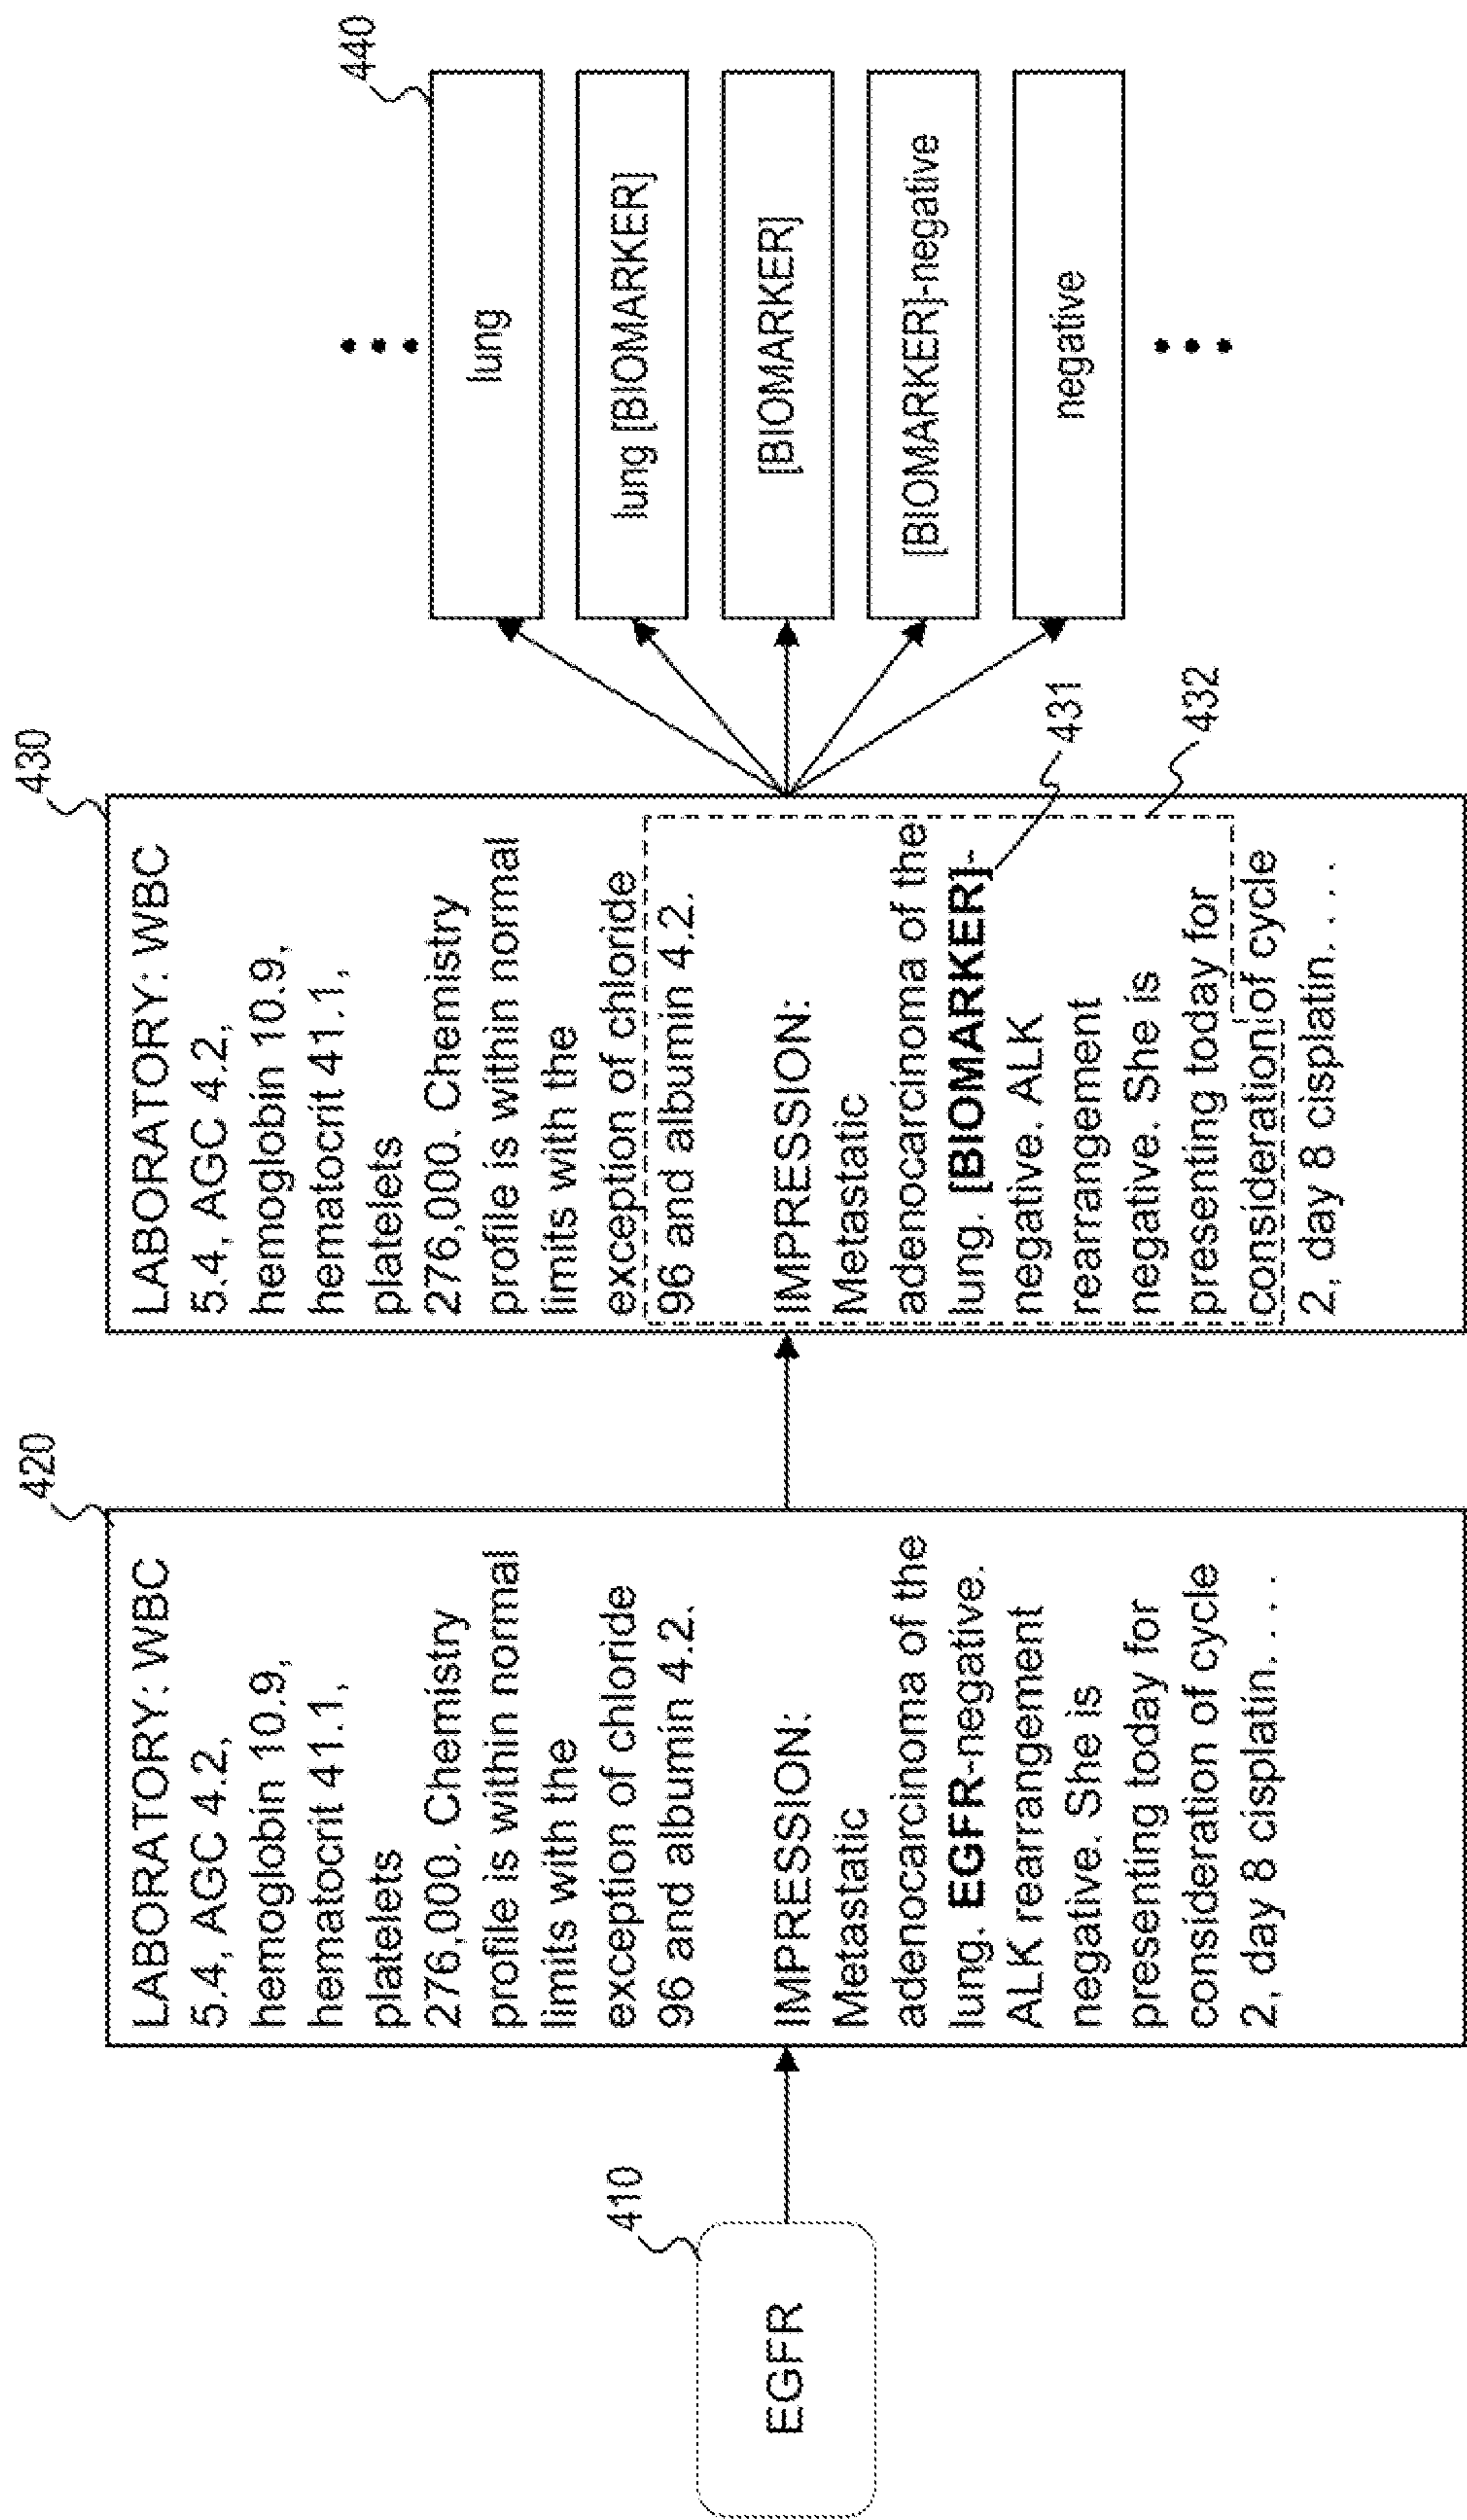 410
EGFR
420
LABORATORY: WBC
5.4, AGC 4.2,
hemoglobin 10.9,
hematocrit 41.1,
platelets
276,000. Chemistry
profile is within normal
limits with the
exception of chloride
96 and albumin 4.2.
IMPRESSION:
Metastatic
adenocarcinoma of the
lung. EGFR-negative.
ALK rearrangement
negative. She is
presenting today for
consideration of cycle
2, day 8 cisplatin. . . .
430
LABORATORY: WBC
5.4, AGC 4.2,
hemoglobin 10.9,
hematocrit 41.1,
platelets
276,000. Chemistry
profile is within normal
limits with the
exception of chloride
96 and albumin 4.2.
IMPRESSION:
Metastatic
adenocarcinoma of the
lung. [BIOMARKER]-
negative. ALK
rearrangement
negative. She is
presenting today for
consideration of cycle
2, day 8 cisplatin. . . .
431
432
440
lung
lung [BIOMARKER]
[BIOMARKER]
[BIOMARKER]-negative
negative